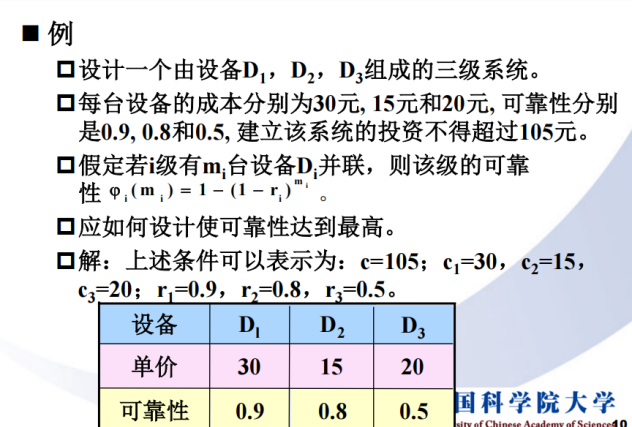 ■ 例
设计一个由设备D₁，D₂，D₃组成的三级系统。
每台设备的成本分别为30元, 15元和20元, 可靠性分别
是0.9, 0.8和0.5, 建立该系统的投资不得超过105元。
假定若i级有mᵢ台设备Dᵢ并联，则该级的可靠
性 φᵢ(mᵢ) = 1 − (1 − rᵢ)^mᵢ 。
应如何设计使可靠性达到最高。
解：上述条件可以表示为：c=105；c₁=30，c₂=15，
c₃=20；r₁=0.9，r₂=0.8，r₃=0.5。
设备 D₁ D₂ D₃
单价 30 15 20
可靠性 0.9 0.8 0.5
国科学院大学
sity of Chinese Academy of Science
10